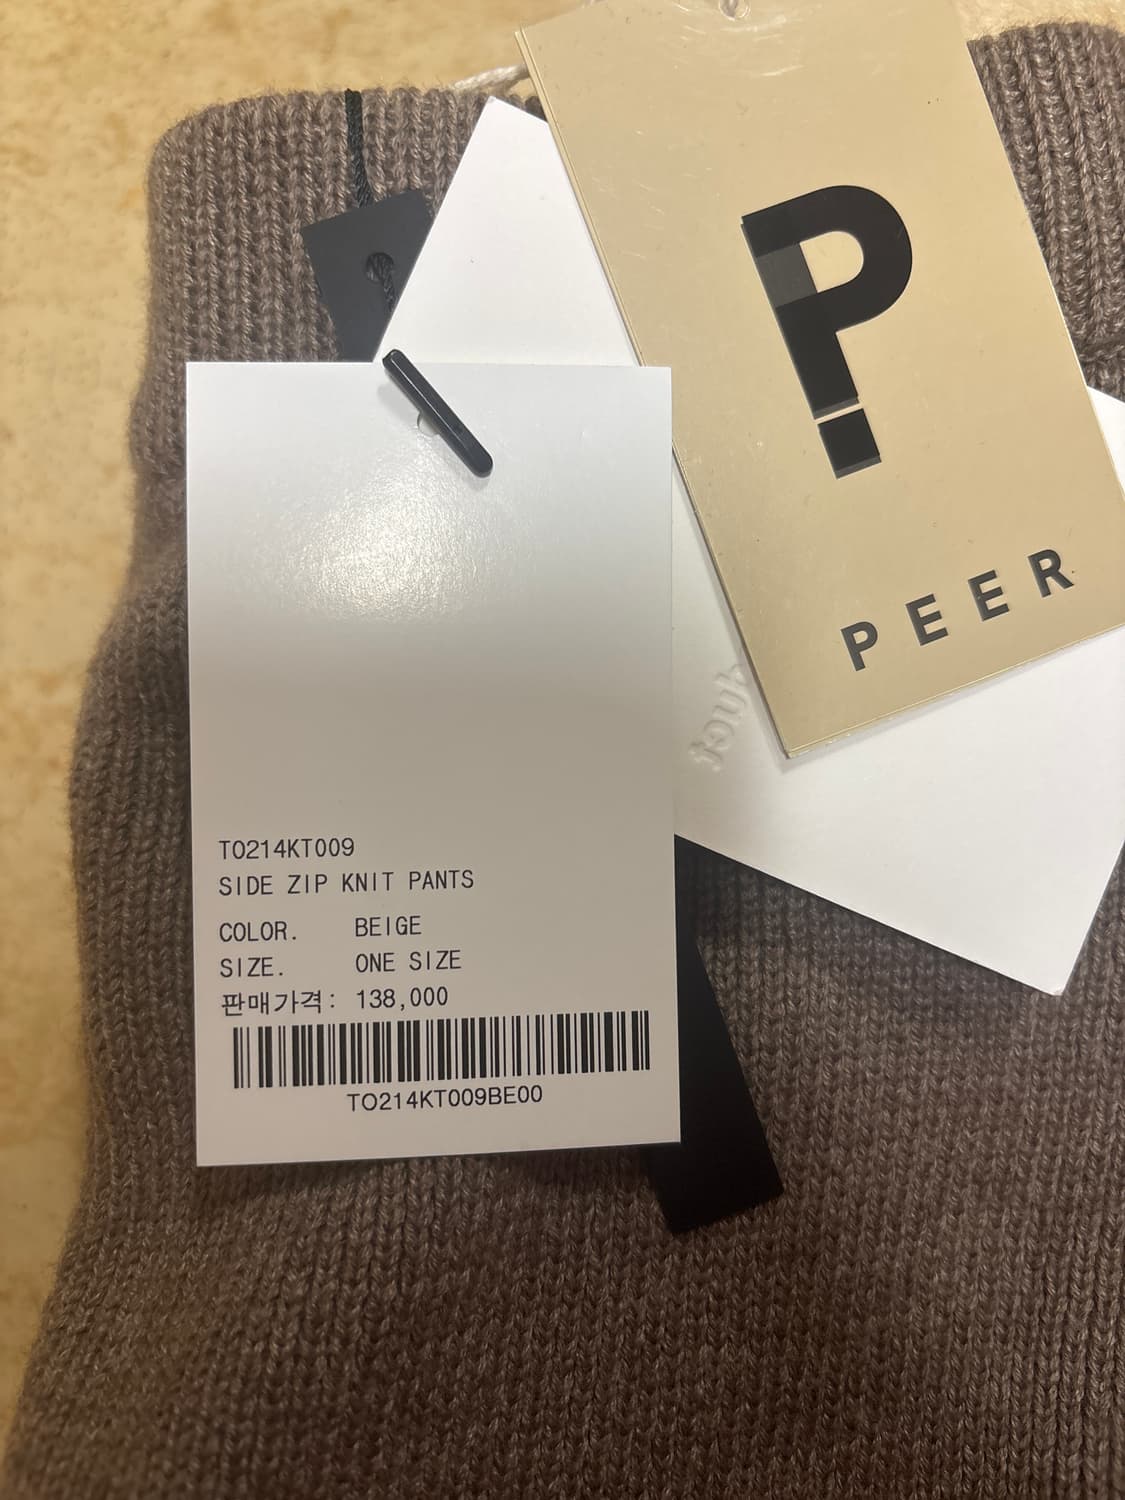 P
PEER
TO214KT009
SIDE ZIP KNIT PANTS
COLOR. BEIGE
SIZE. ONE SIZE
판매가격: 138,000
TO214KT009BE00